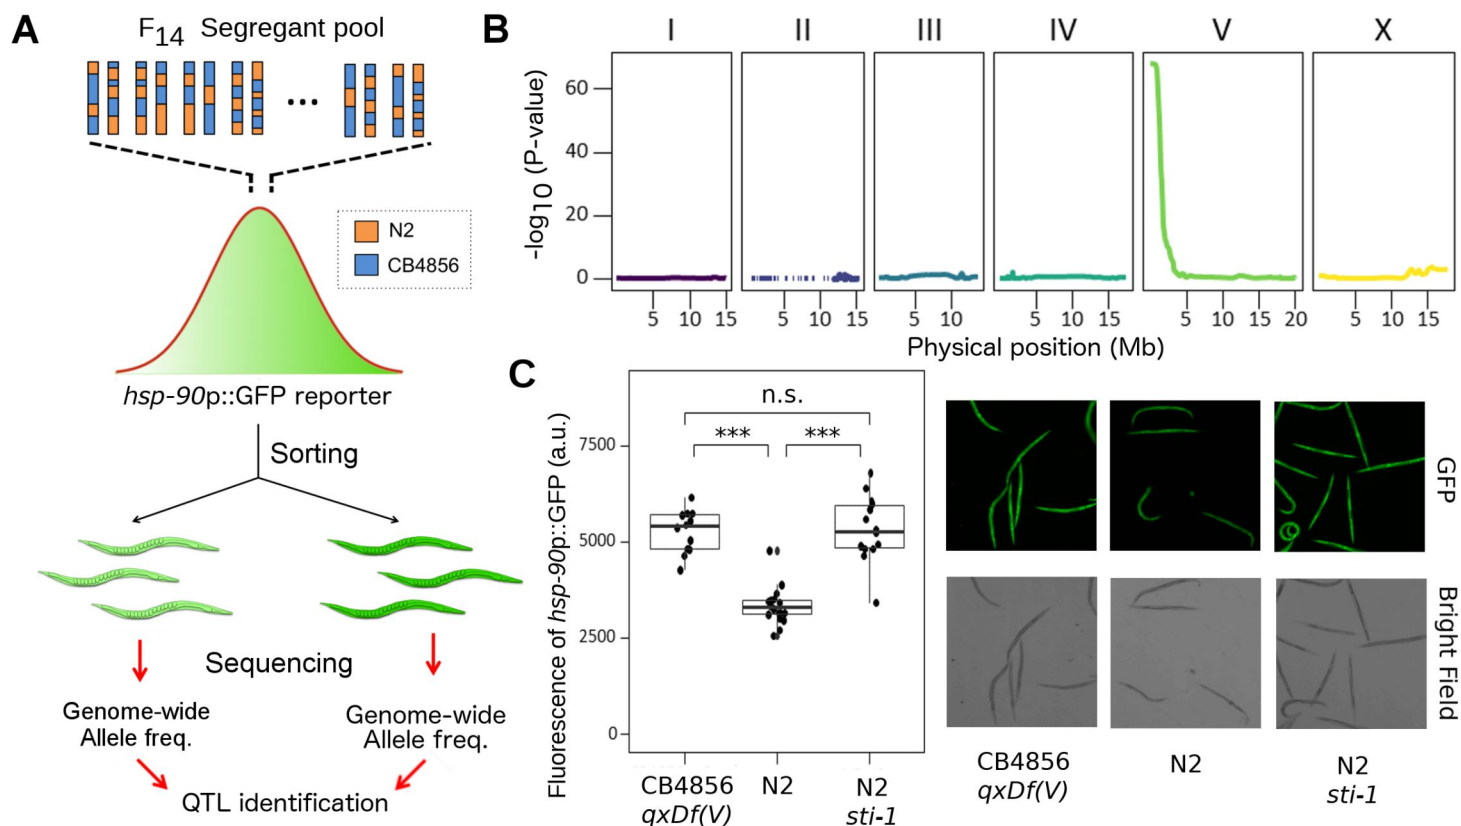 A
F14 Segregant pool
...
N2
CB4856
hsp-90p::GFP reporter
Sorting
Sequencing
Genome-wide
Allele freq.
Genome-wide
Allele freq.
QTL identification
B
I II III IV V X
-log10 (P-value)
60
40
20
0
5 10 15 5 10 15 5 10 5 10 15 5 10 15 20 5 10 15
Physical position (Mb)
C
Fluorescence of hsp-90p::GFP (a.u.)
7500
5000
2500
0
n.s.
*** ***
CB4856
qxDf(V)
N2
N2
sti-1
GFP
Bright Field
CB4856
qxDf(V)
N2
N2
sti-1